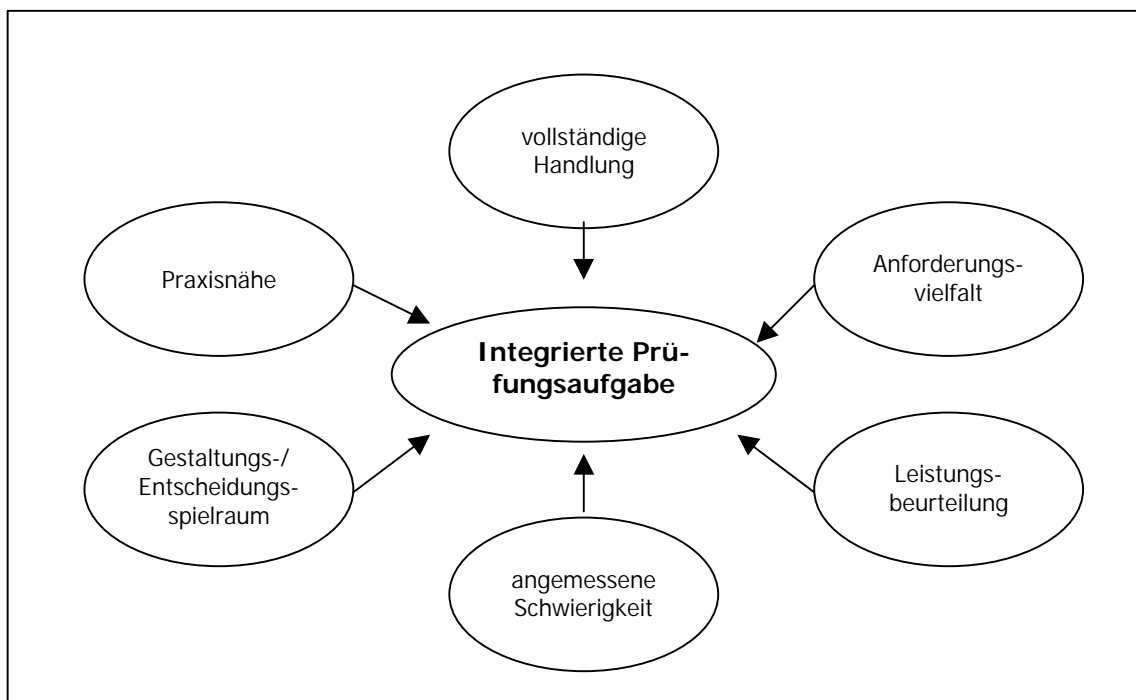 vollständige
Handlung
Praxisnähe
Anforderungs-
vielfalt
Integrierte Prü-
fungsaufgabe
Gestaltungs-/
Entscheidungs-
spielraum
Leistungs-
beurteilung
angemessene
Schwierigkeit